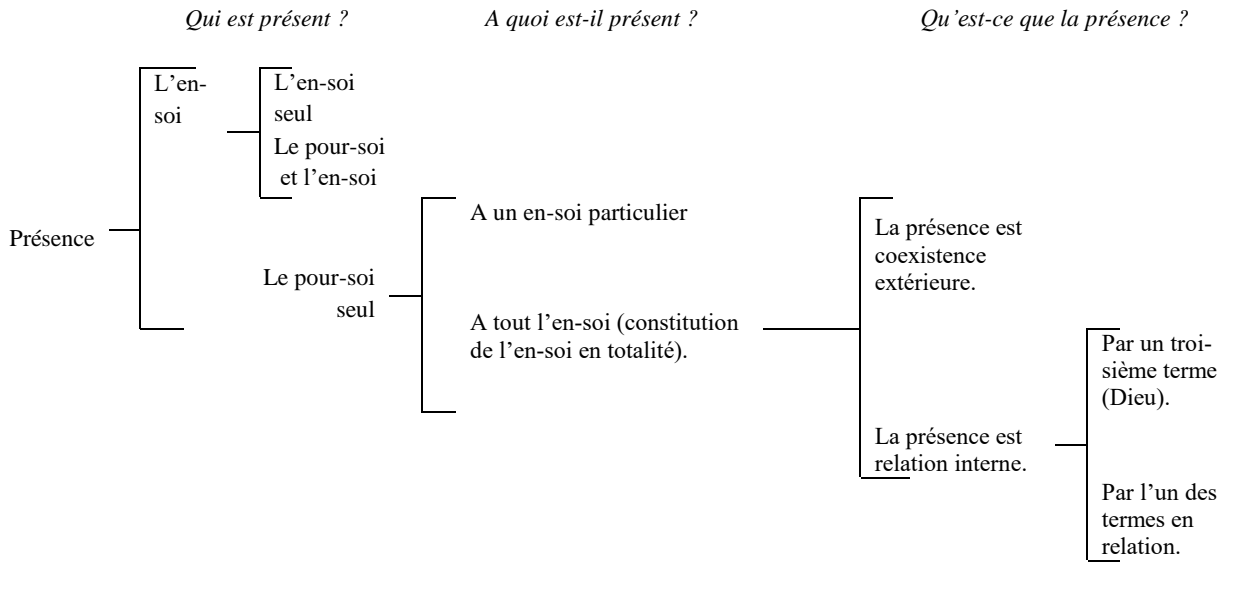 Qui est présent ?
A quoi est-il présent ?
Qu’est-ce que la présence ?
Présence
L’en-
soi
L’en-soi
seul
Le pour-soi
et l’en-soi
Le pour-soi
seul
A un en-soi particulier
A tout l’en-soi (constitution
de l’en-soi en totalité).
La présence est
coexistence
extérieure.
La présence est
relation interne.
Par un troi-
sième terme
(Dieu).
Par l’un des
termes en
relation.